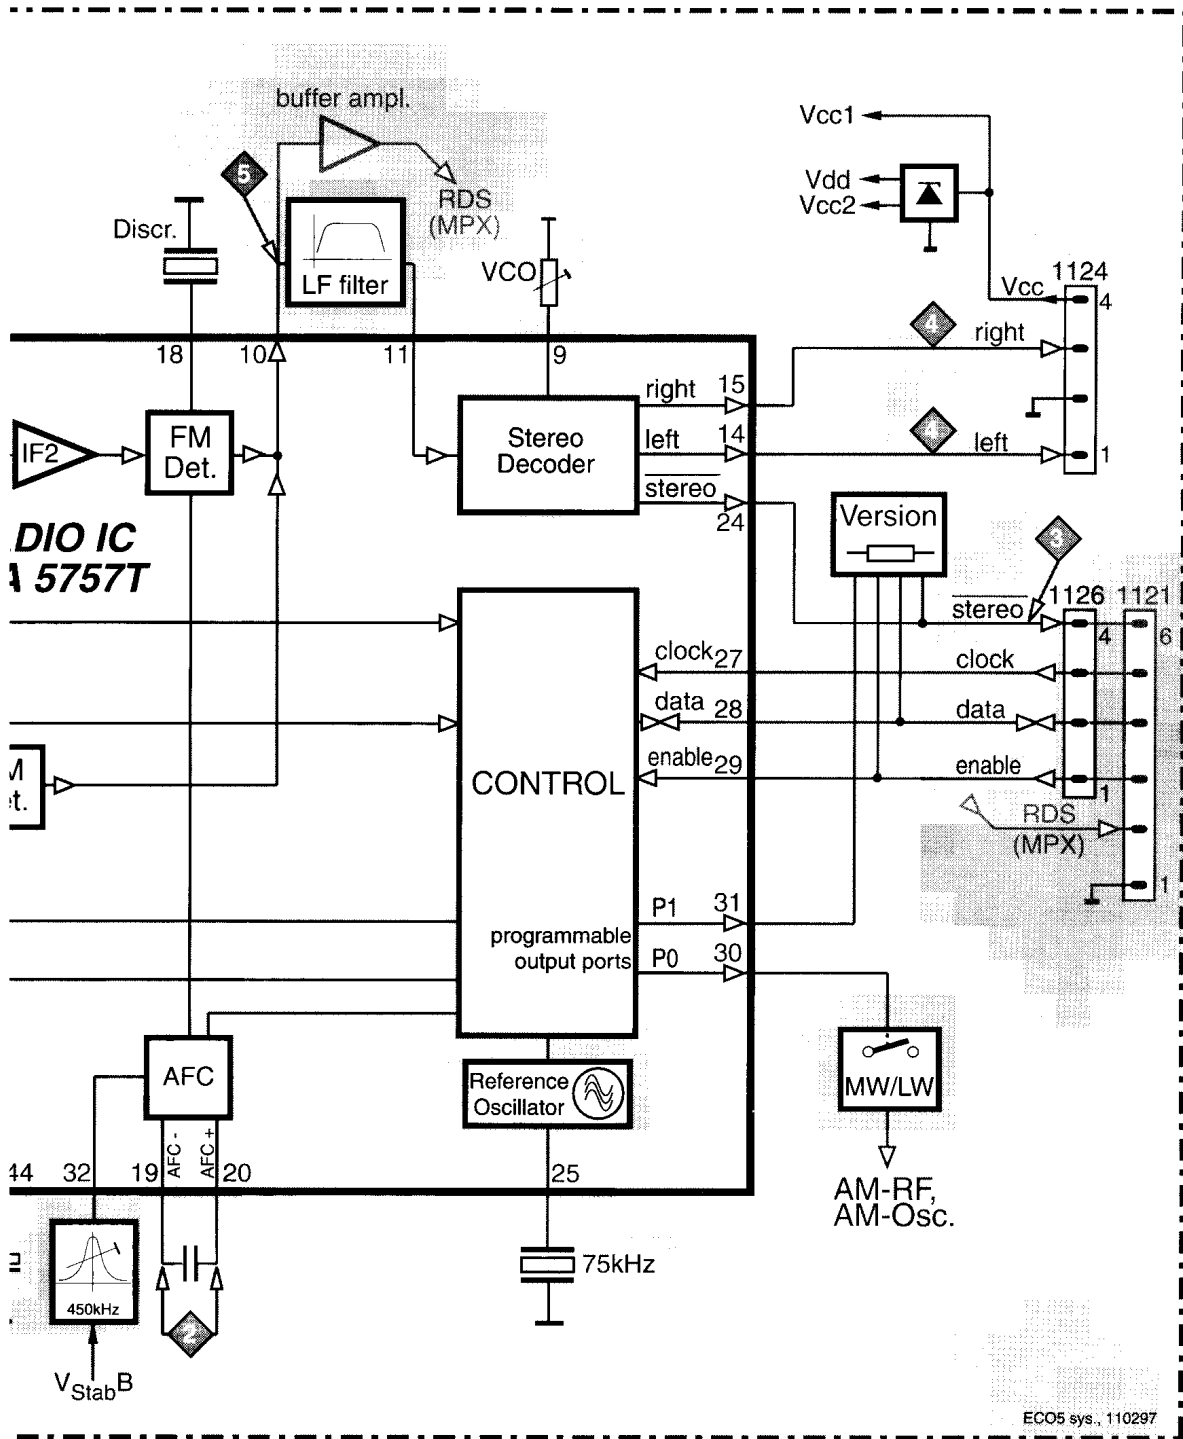 buffer ampl.
5
RDS
(MPX)
Discr.
LF filter
VCO
Vcc1
Vdd
Vcc2
1124
Vcc
4
4
right
18
10
11
9
right
15
IF2
FM
Det.
Stereo
Decoder
left
14
4
left
1
stereo
24
Version
3
DIO IC
A 5757T
stereo
1126
1121
4
6
clock
27
clock
data
28
data
enable
29
enable
CONTROL
1
RDS
(MPX)
1
M
et.
P1
31
programmable
output ports
P0
30
AFC
Reference
Oscillator
MW/LW
AFC -
AFC +
44
32
19
20
25
AM-RF,
AM-Osc.
75kHz
450kHz
2
VStabB
ECO5 sys., 110297